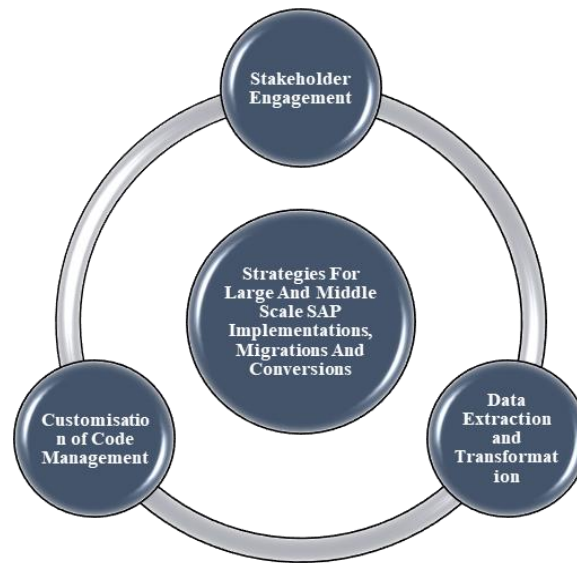 Stakeholder
Engagement
Strategies For
Large And Middle
Scale SAP
Implementations,
Migrations And
Conversions
Customisatio
n of Code
Management
Data
Extraction
and
Transformat
ion